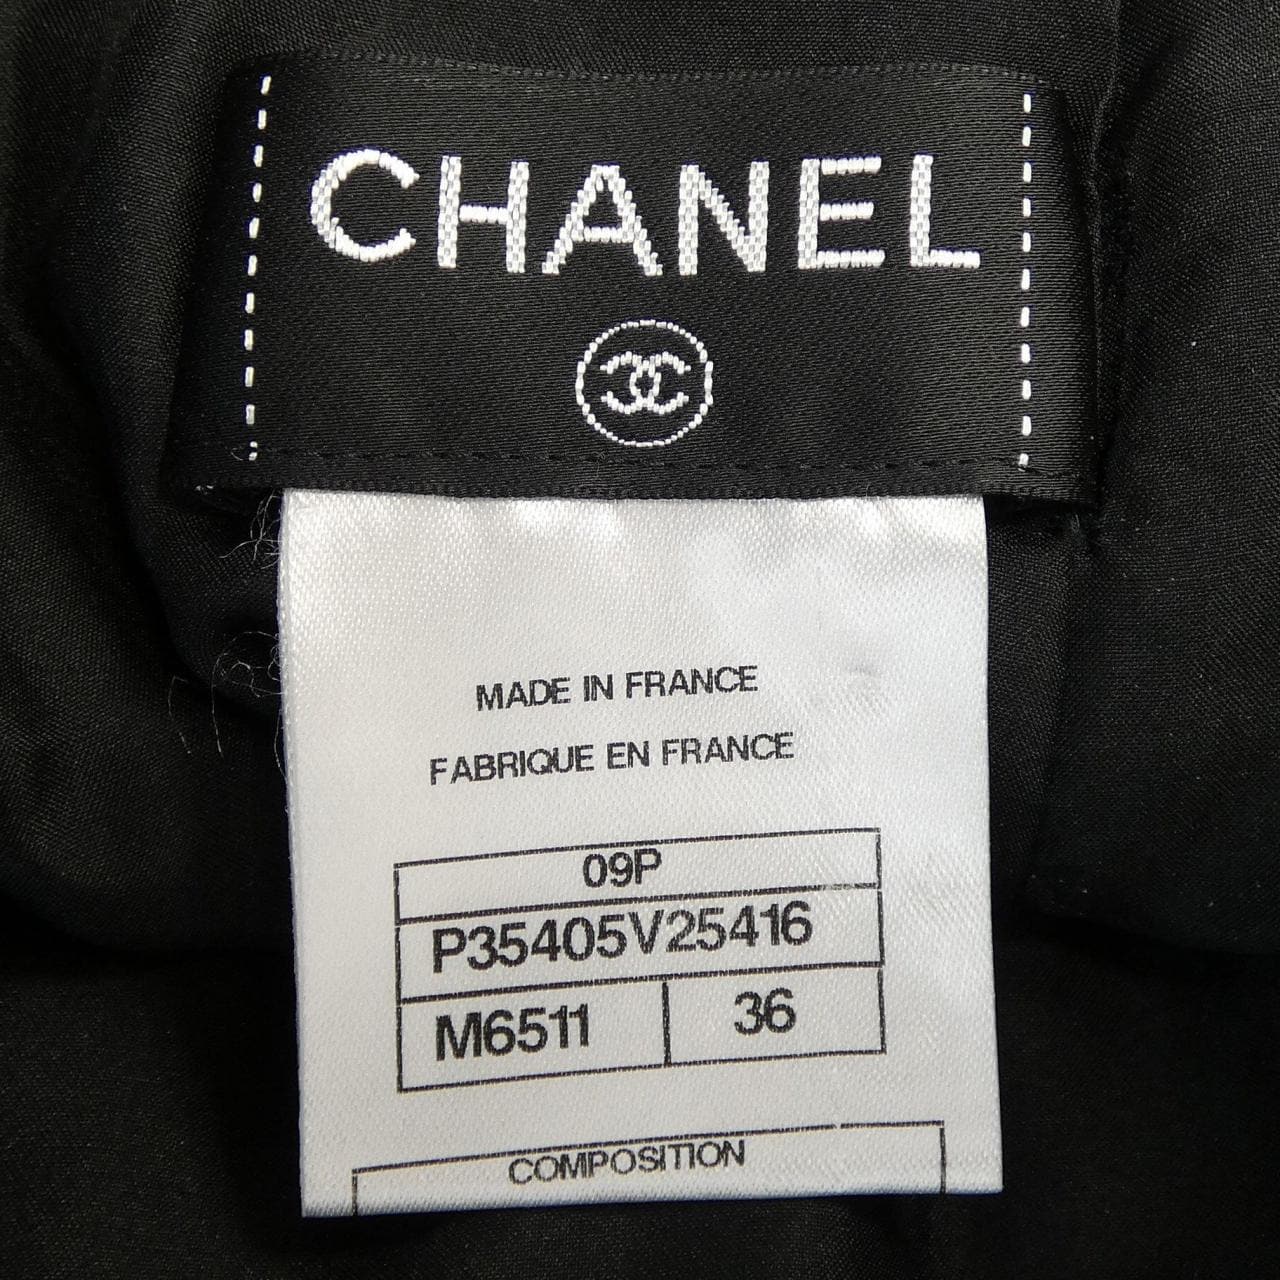 CHANEL
MADE IN FRANCE
FABRIQUE EN FRANCE
09P
P35405V25416
M6511 36
COMPOSITION